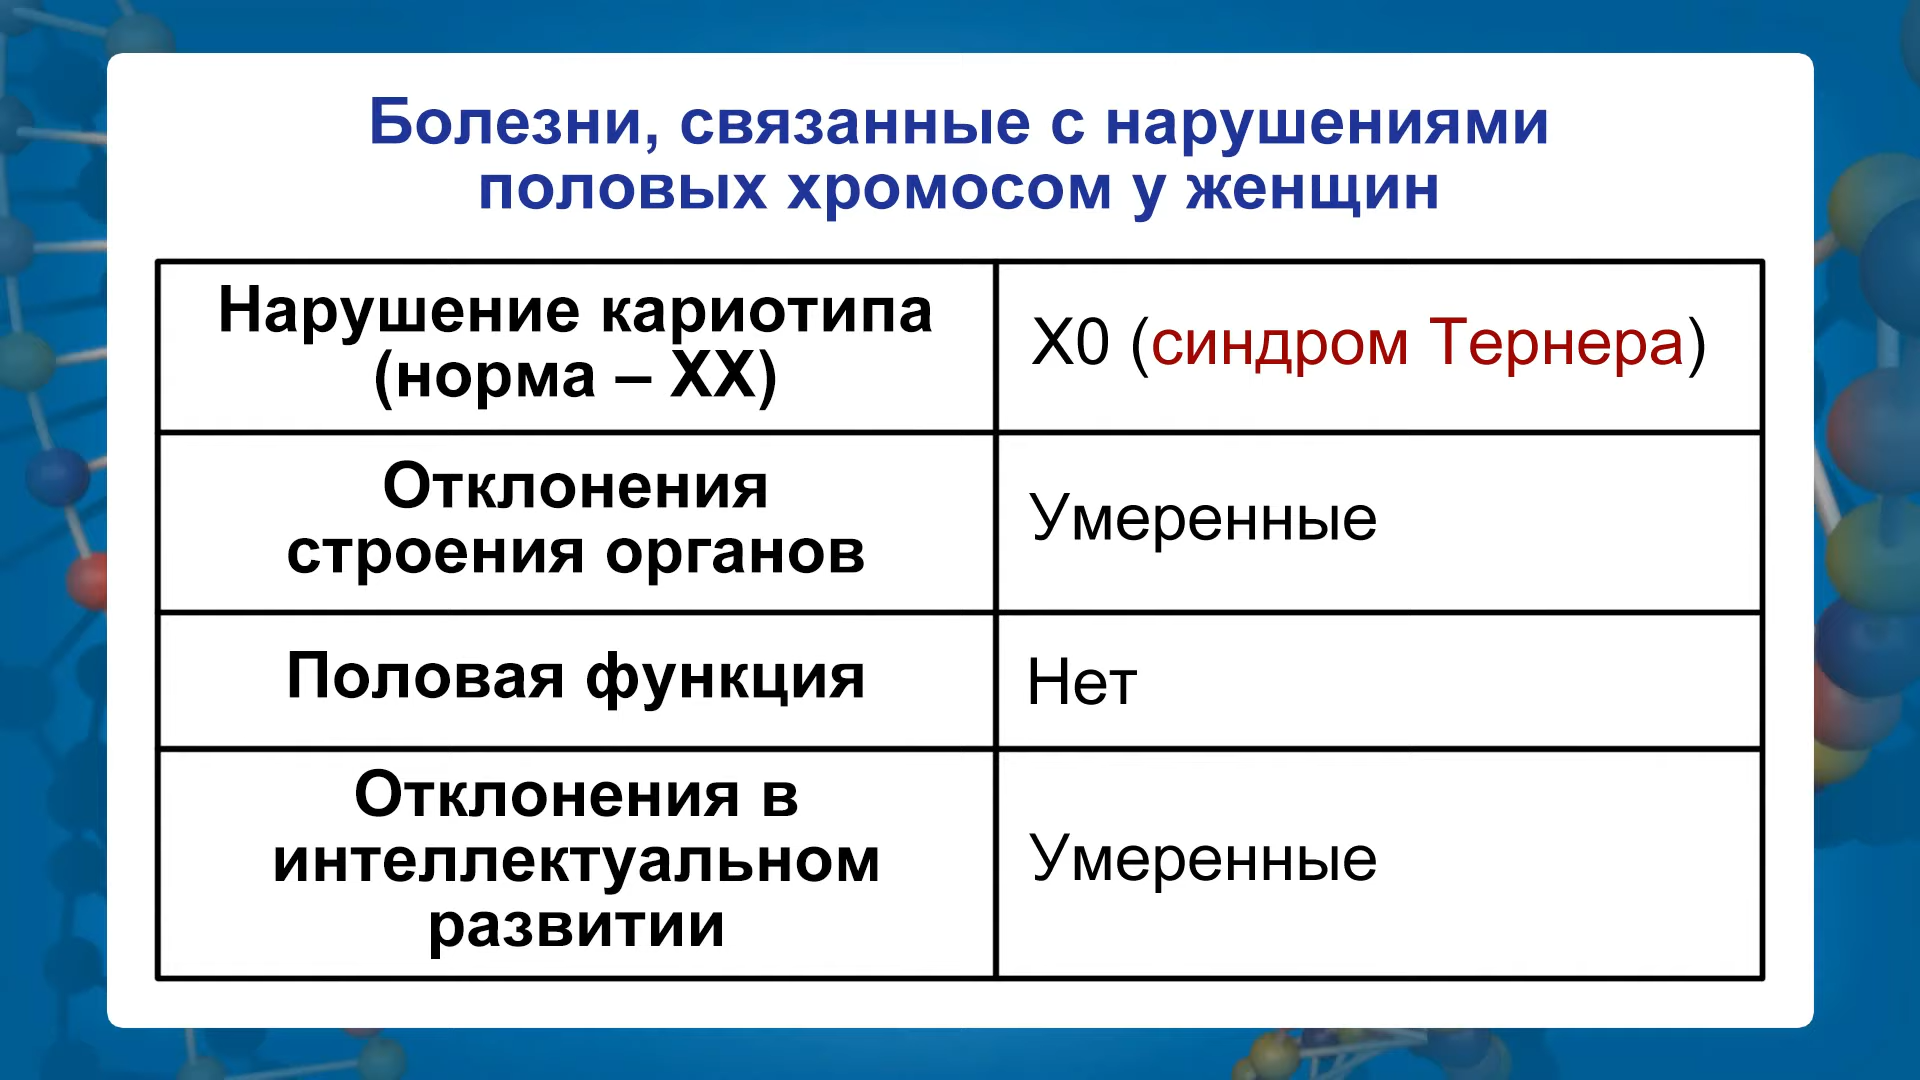 Болезни, связанные с нарушениями
половых хромосом у женщин
Нарушение кариотипа
(норма – XX)
X0 (синдром Тернера)
Отклонения
строения органов
Умеренные
Половая функция
Нет
Отклонения в
интеллектуальном
развитии
Умеренные